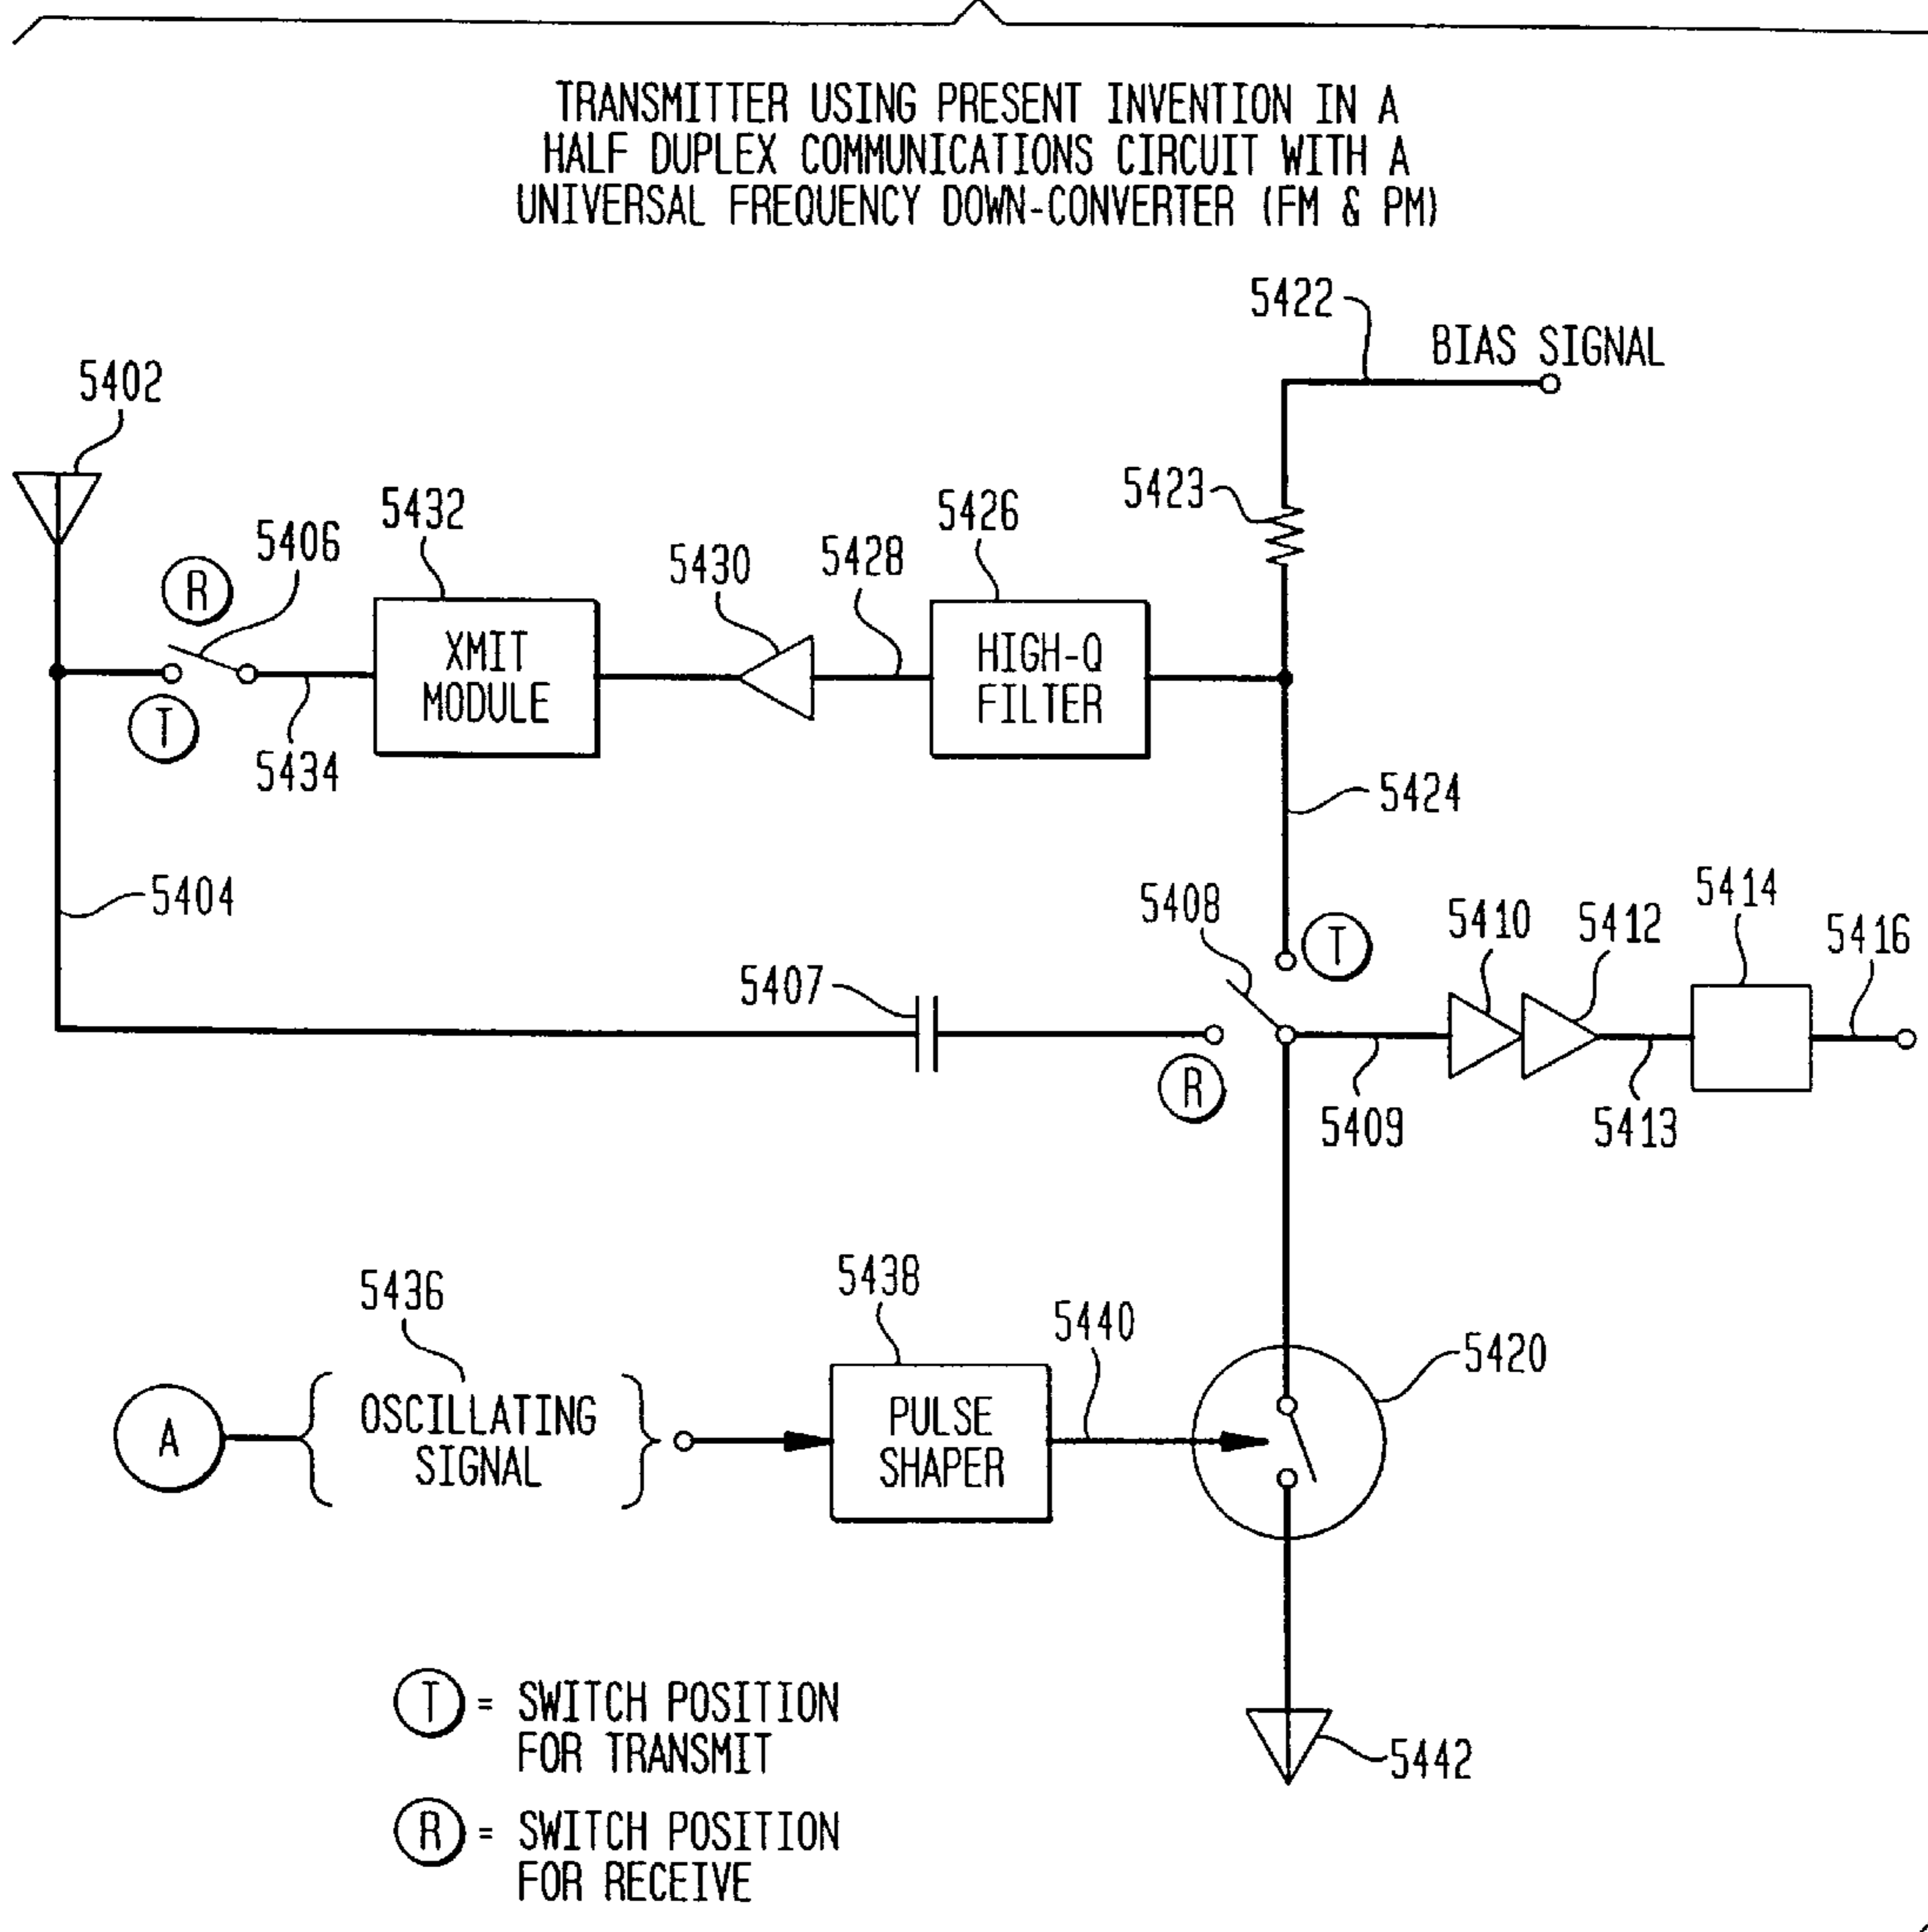 TRANSMITTER USING PRESENT INVENTION IN A
HALF DUPLEX COMMUNICATIONS CIRCUIT WITH A
UNIVERSAL FREQUENCY DOWN-CONVERTER (FM & PM)
5422
BIAS SIGNAL
5402
5406
R
T
5434
5432
XMIT
MODULE
5430
5428
5426
HIGH-Q
FILTER
5423
5424
5404
5407
5408
T
R
5409
5410
5412
5413
5414
5416
A
5436
OSCILLATING
SIGNAL
5438
PULSE
SHAPER
5440
5420
5442
T = SWITCH POSITION
FOR TRANSMIT
R = SWITCH POSITION
FOR RECEIVE